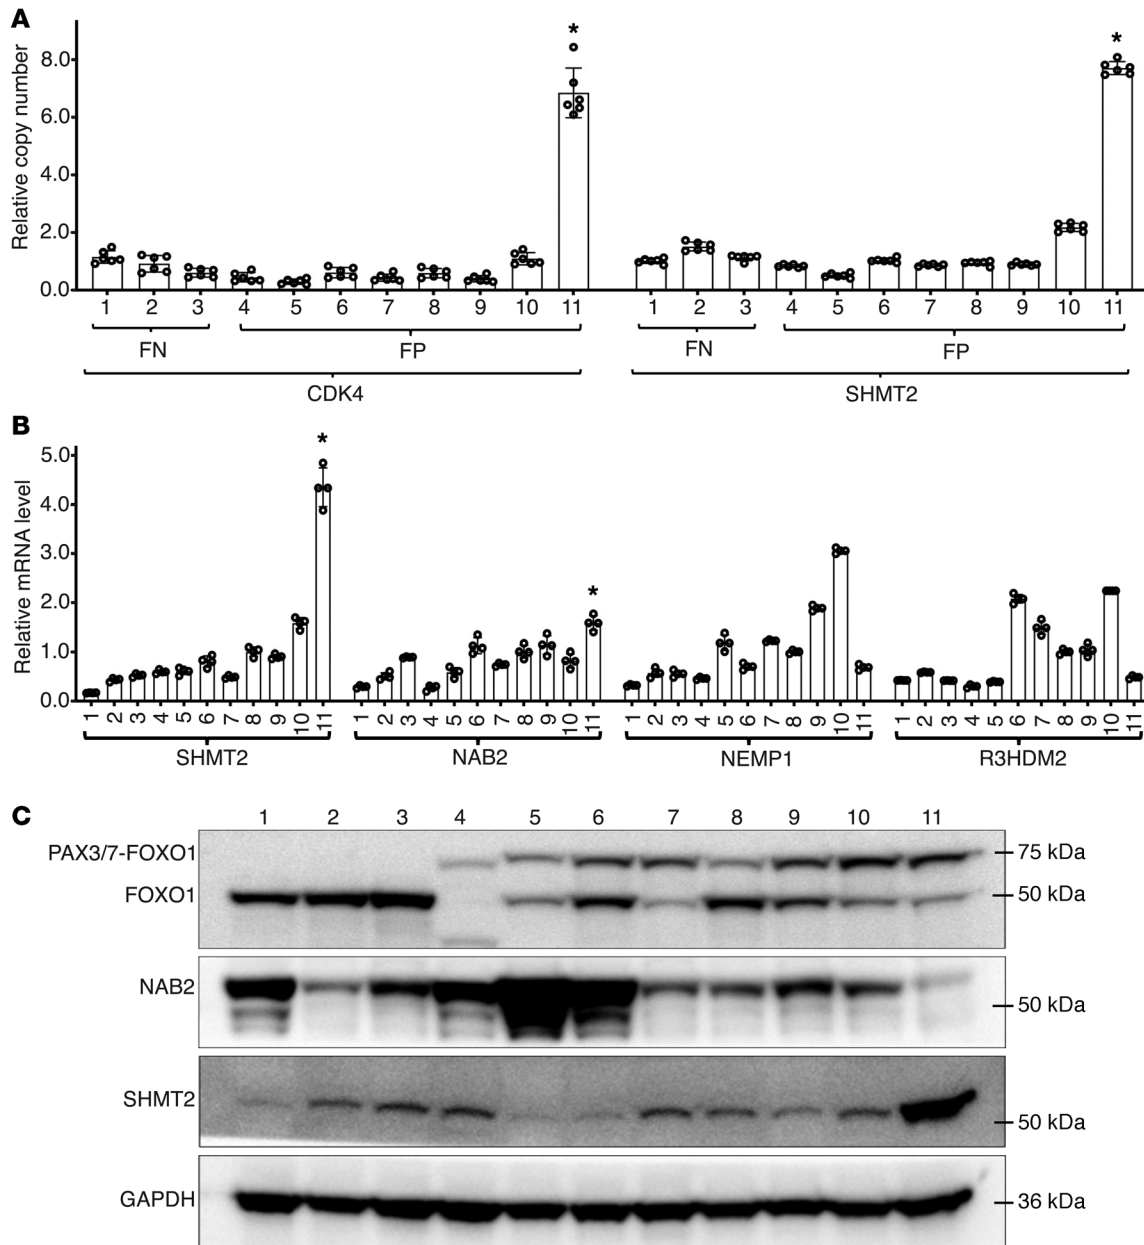 A
Relative copy number
8.0
6.0
4.0
2.0
0.0
*
*
1 2 3 4 5 6 7 8 9 10 11 1 2 3 4 5 6 7 8 9 10 11
FN FP FN FP
CDK4 SHMT2
B
Relative mRNA level
5.0
4.0
3.0
2.0
1.0
0.0
*
*
1 2 3 4 5 6 7 8 9 10 11 1 2 3 4 5 6 7 8 9 10 11 1 2 3 4 5 6 7 8 9 10 11 1 2 3 4 5 6 7 8 9 10 11
SHMT2 NAB2 NEMP1 R3HDM2
C
1 2 3 4 5 6 7 8 9 10 11
PAX3/7-FOXO1 75 kDa
FOXO1 50 kDa
NAB2 50 kDa
SHMT2 50 kDa
GAPDH 36 kDa